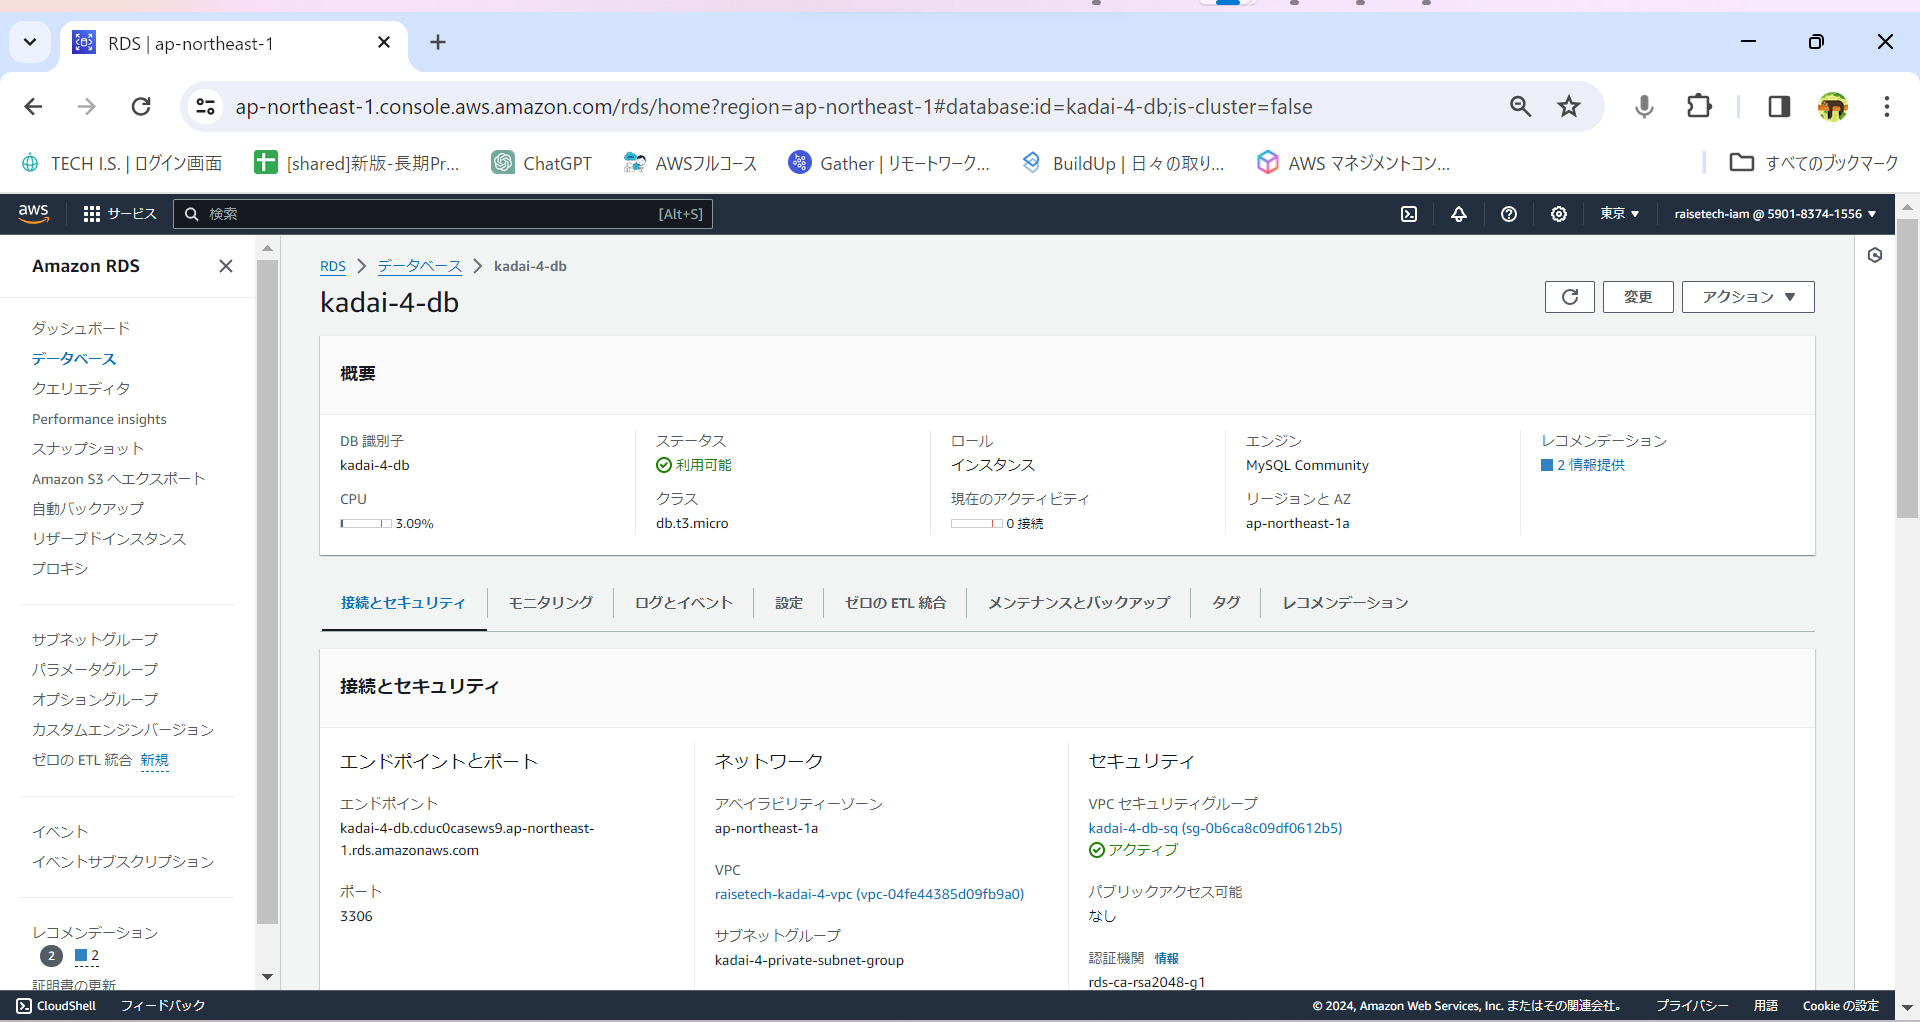 RDS | ap-northeast-1
ap-northeast-1.console.aws.amazon.com/rds/home?region=ap-northeast-1#database:id=kadai-4-db;is-cluster=false
TECH I.S. | ログイン画面
[shared]新版-長期Pr...
ChatGPT
AWSフルコース
Gather | リモートワーク...
BuildUp | 日々の取り...
AWS マネジメントコン...
すべてのブックマーク
aws
サービス
検索
[Alt+S]
東京
raisetech-iam @ 5901-8374-1556
Amazon RDS
ダッシュボード
データベース
クエリエディタ
Performance insights
スナップショット
Amazon S3 へエクスポート
自動バックアップ
リザーブドインスタンス
プロキシ
サブネットグループ
パラメータグループ
オプショングループ
カスタムエンジンバージョン
ゼロの ETL 統合 新規
イベント
イベントサブスクリプション
レコメンデーション
2 2
証明書の更新
RDS
データベース
kadai-4-db
kadai-4-db
変更
アクション
概要
DB 識別子
kadai-4-db
CPU
3.09%
ステータス
利用可能
クラス
db.t3.micro
ロール
インスタンス
現在のアクティビティ
0 接続
エンジン
MySQL Community
リージョンと AZ
ap-northeast-1a
レコメンデーション
2 情報提供
接続とセキュリティ
モニタリング
ログとイベント
設定
ゼロの ETL 統合
メンテナンスとバックアップ
タグ
レコメンデーション
接続とセキュリティ
エンドポイントとポート
エンドポイント
kadai-4-db.cduc0casews9.ap-northeast-
1.rds.amazonaws.com
ポート
3306
ネットワーク
アベイラビリティーゾーン
ap-northeast-1a
VPC
raisetech-kadai-4-vpc (vpc-04fe44385d09fb9a0)
サブネットグループ
kadai-4-private-subnet-group
セキュリティ
VPC セキュリティグループ
kadai-4-db-sq (sg-0b6ca8c09df0612b5)
アクティブ
パブリックアクセス可能
なし
認証機関 情報
rds-ca-rsa2048-g1
CloudShell
フィードバック
© 2024, Amazon Web Services, Inc. またはその関連会社。
プライバシー
用語
Cookie の設定